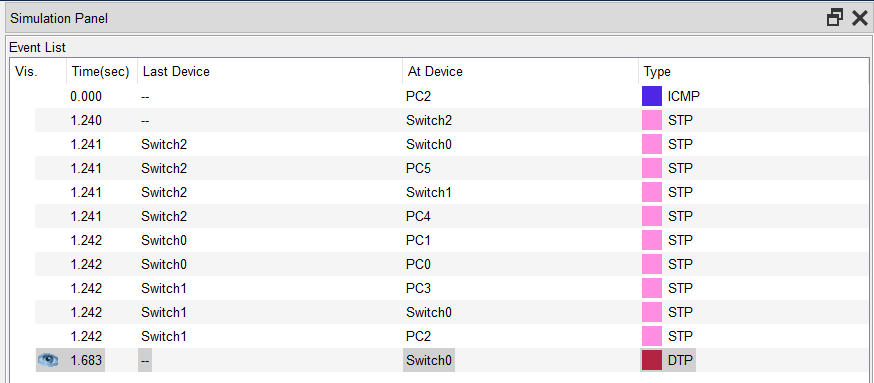 Simulation Panel
Event List
Vis. Time(sec) Last Device At Device Type
0.000 -- PC2 ICMP
1.240 -- Switch2 STP
1.241 Switch2 Switch0 STP
1.241 Switch2 PC5 STP
1.241 Switch2 Switch1 STP
1.241 Switch2 PC4 STP
1.242 Switch0 PC1 STP
1.242 Switch0 PC0 STP
1.242 Switch1 PC3 STP
1.242 Switch1 Switch0 STP
1.242 Switch1 PC2 STP
1.683 -- Switch0 DTP